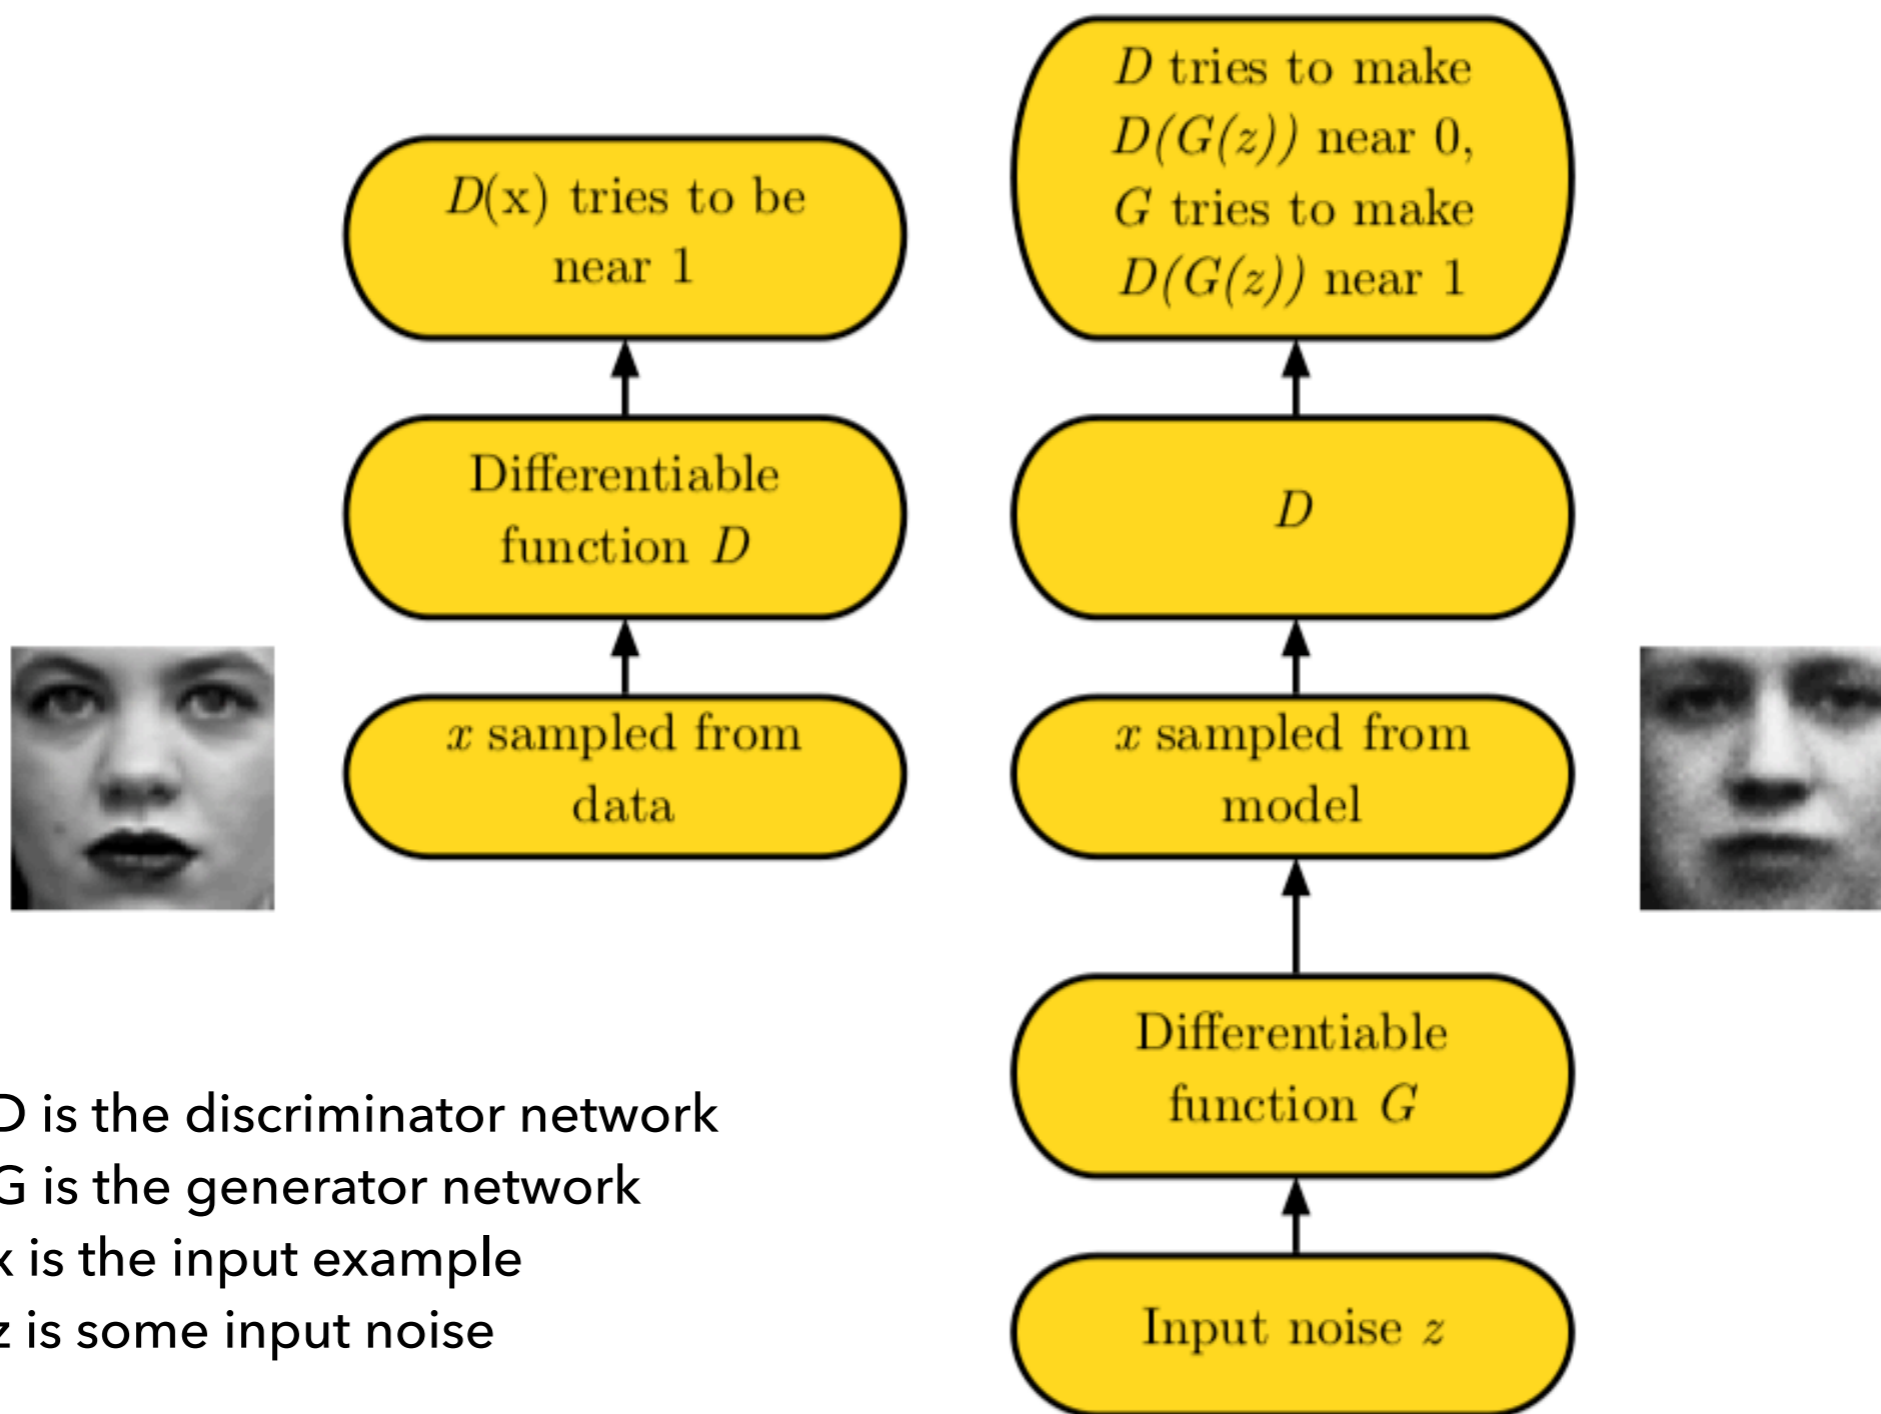 D(x) tries to be
near 1
Differentiable
function D
x sampled from
data
D tries to make
D(G(z)) near 0,
G tries to make
D(G(z)) near 1
D
x sampled from
model
Differentiable
function G
Input noise z
D is the discriminator network
G is the generator network
x is the input example
z is some input noise